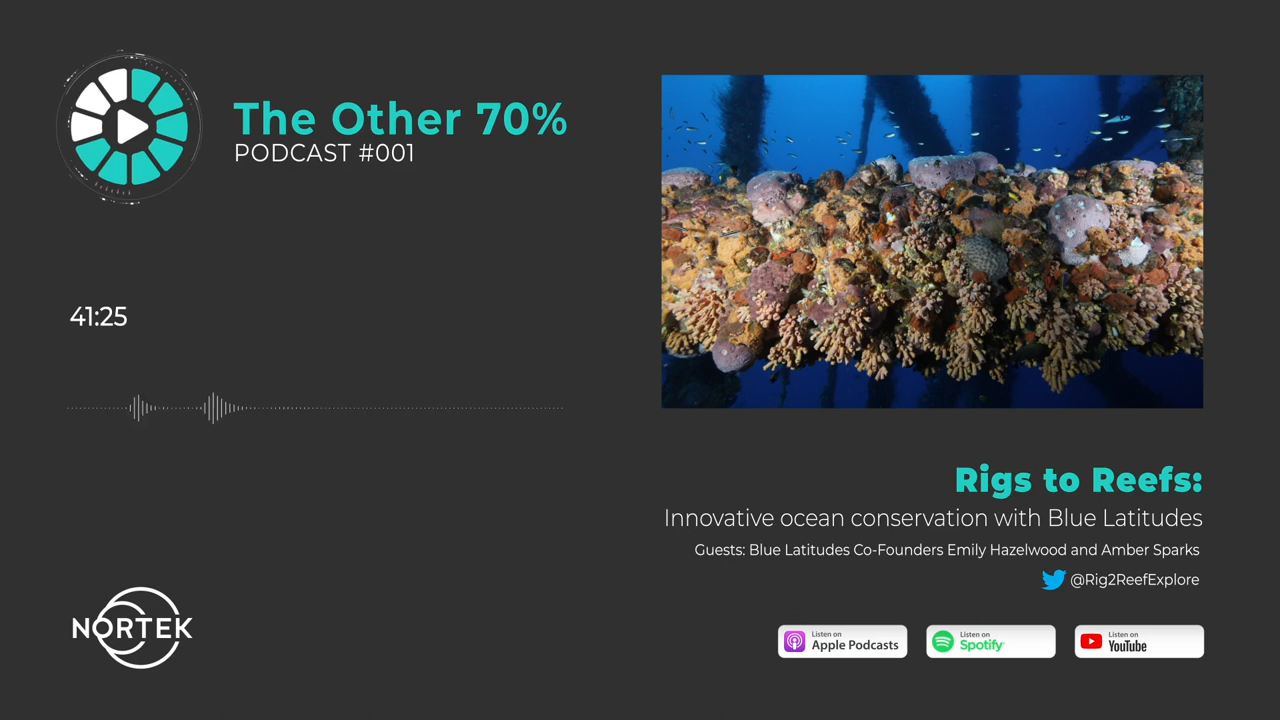 The Other 70%
PODCAST #001
41:25
Rigs to Reefs:
Innovative ocean conservation with Blue Latitudes
Guests: Blue Latitudes Co-Founders Emily Hazelwood and Amber Sparks
@Rig2ReefExplore
NORTEK
Listen on
Apple Podcasts
Listen on
Spotify
Listen on
YouTube